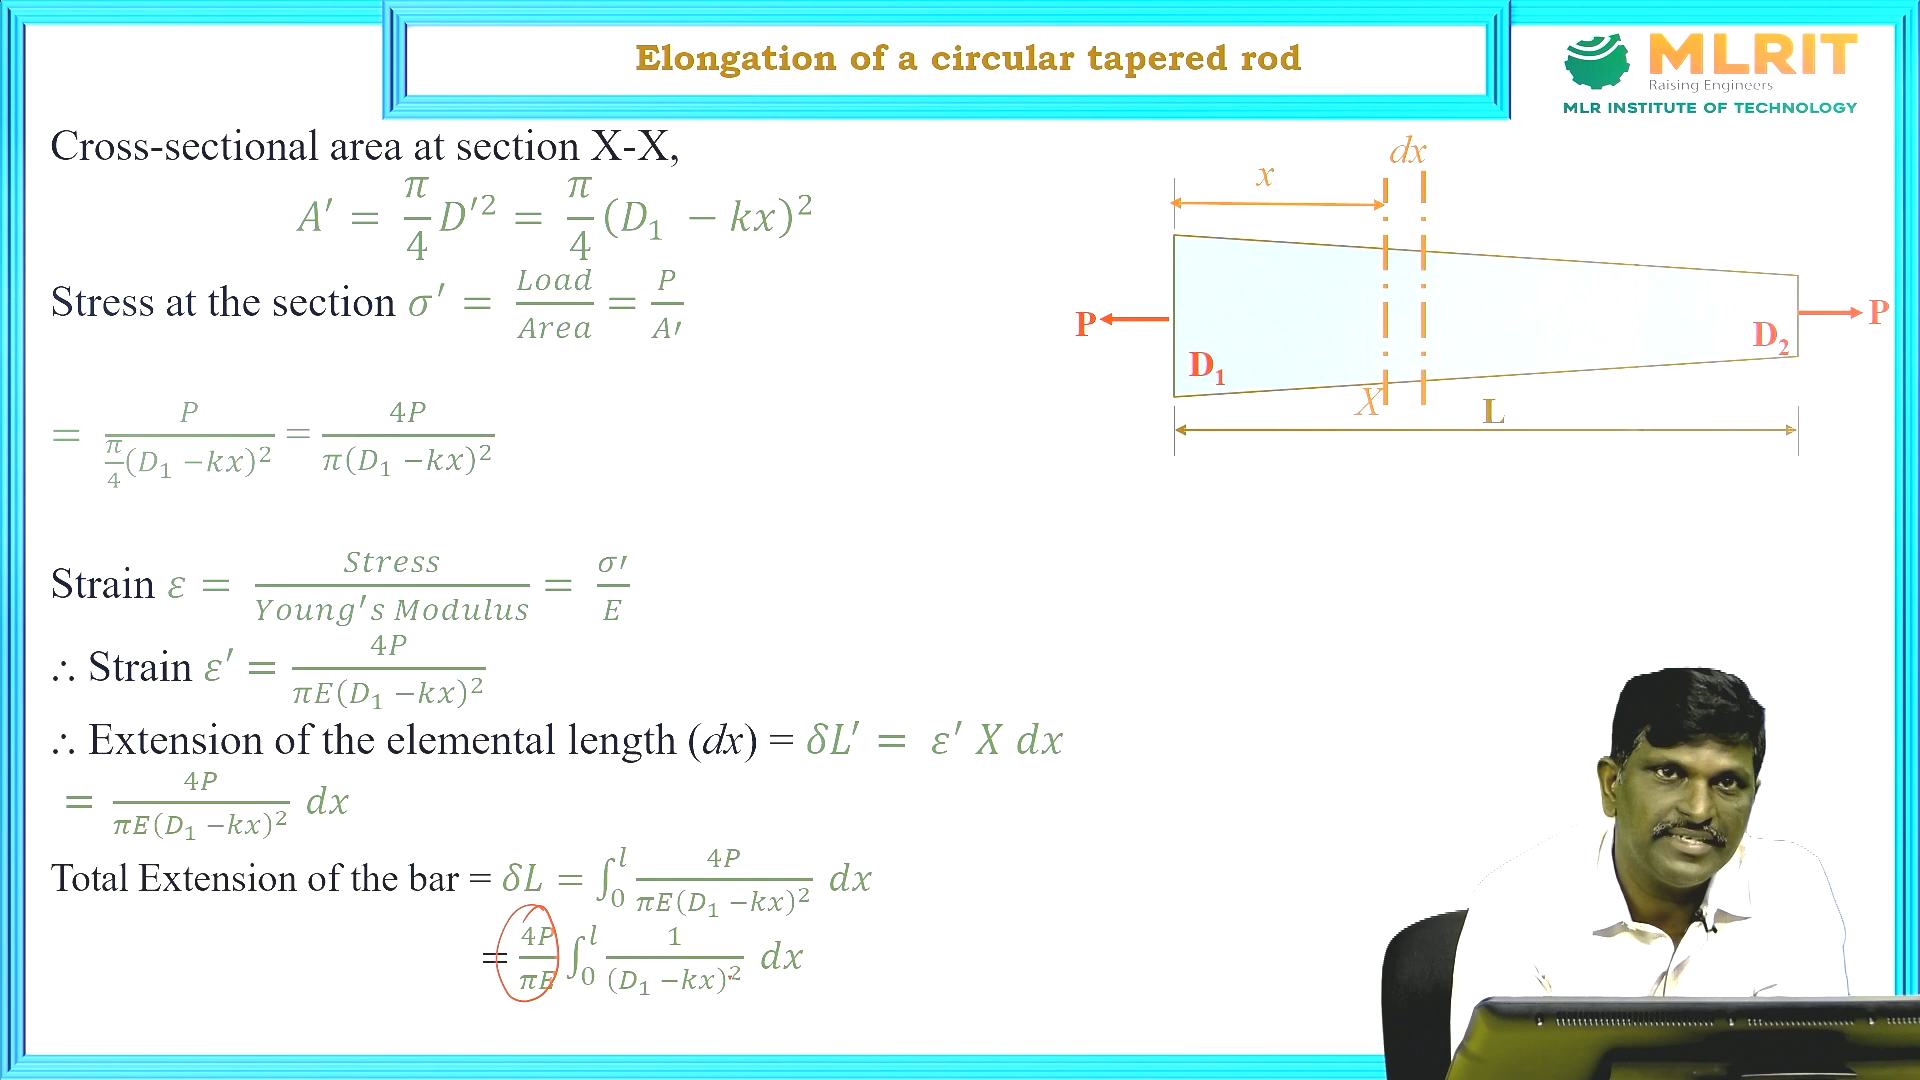 Elongation of a circular tapered rod
MLRIT
Raising Engineers
MLR INSTITUTE OF TECHNOLOGY
Cross-sectional area at section X-X,
A′ = π/4 D′² = π/4 (D₁ − kx)²
Stress at the section σ′ = Load/Area = P/A′
= P/(π/4 (D₁ −kx)²) = 4P/(π(D₁ −kx)²)
Strain ε = Stress/Young's Modulus = σ′/E
∴ Strain ε′ = 4P/(πE(D₁ −kx)²)
∴ Extension of the elemental length (dx) = δL′ = ε′ X dx
= 4P/(πE(D₁ −kx)²) dx
Total Extension of the bar = δL = ∫₀ˡ 4P/(πE(D₁ −kx)²) dx
= 4P/πE ∫₀ˡ 1/(D₁ −kx)² dx
dx
x
P
P
D₁
D₂
X
L